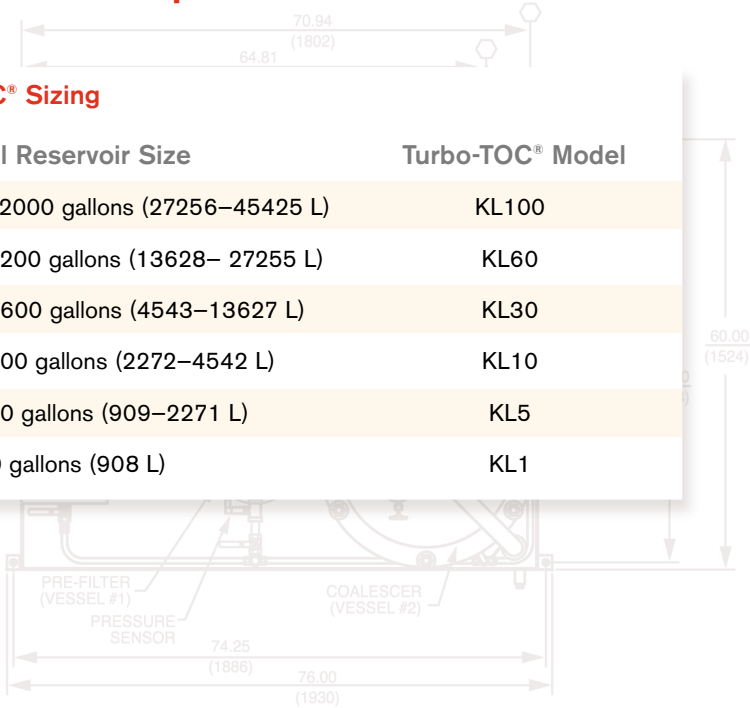 70.94
(1802)
64.81
C® Sizing
l Reservoir Size Turbo-TOC® Model
2000 gallons (27256–45425 L) KL100
200 gallons (13628– 27255 L) KL60
600 gallons (4543–13627 L) KL30
60.00
(1524)
00 gallons (2272–4542 L) KL10
0 gallons (909–2271 L) KL5
gallons (908 L) KL1
PRE-FILTER
(VESSEL #1)
COALESCER
(VESSEL #2)
PRESSURE
SENSOR
74.25
(1886)
76.00
(1930)